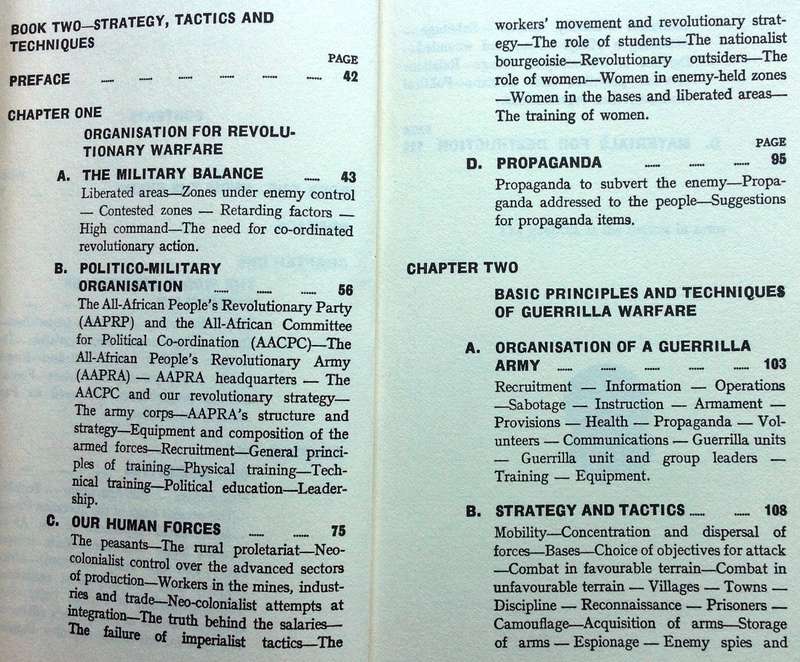 BOOK TWO—STRATEGY, TACTICS AND
TECHNIQUES
PAGE
PREFACE ...... ...... ...... ...... ...... ...... 42
CHAPTER ONE
ORGANISATION FOR REVOLU-
TIONARY WARFARE
A. THE MILITARY BALANCE ...... 43
Liberated areas—Zones under enemy control
— Contested zones — Retarding factors —
High command—The need for co-ordinated
revolutionary action.
B. POLITICO-MILITARY
ORGANISATION ...... ...... ...... 56
The All-African People's Revolutionary Party
(AAPRP) and the All-African Committee
for Political Co-ordination (AACPC)—The
All-African People's Revolutionary Army
(AAPRA) — AAPRA headquarters — The
AACPC and our revolutionary strategy—
The army corps—AAPRA's structure and
strategy—Equipment and composition of the
armed forces—Recruitment—General princi-
ples of training—Physical training—Tech-
nical training—Political education—Leader-
ship.
C. OUR HUMAN FORCES ...... ...... 75
The peasants—The rural proletariat—Neo-
colonialist control over the advanced sectors
of production—Workers in the mines, indust-
ries and trade—Neo-colonialist attempts at
integration—The truth behind the salaries—
The failure of imperialist tactics—The
workers' movement and revolutionary strat-
egy—The role of students—The nationalist
bourgeoisie—Revolutionary outsiders—The
role of women—Women in enemy-held zones
—Women in the bases and liberated areas—
The training of women.
PAGE
D. PROPAGANDA ...... ...... ...... 95
Propaganda to subvert the enemy—Propa-
ganda addressed to the people—Suggestions
for propaganda items.
CHAPTER TWO
BASIC PRINCIPLES AND TECHNIQUES
OF GUERRILLA WARFARE
A. ORGANISATION OF A GUERRILLA
ARMY ...... ...... ...... ...... ...... 103
Recruitment — Information — Operations
—Sabotage — Instruction — Armament —
Provisions — Health — Propaganda — Vol-
unteers — Communications — Guerrilla units
— Guerrilla unit and group leaders —
Training — Equipment.
B. STRATEGY AND TACTICS ...... ...... 108
Mobility—Concentration and dispersal of
forces—Bases—Choice of objectives for attack
—Combat in favourable terrain—Combat in
unfavourable terrain — Villages — Towns —
Discipline — Reconnaissance — Prisoners —
Camouflage—Acquisition of arms—Storage
of arms — Espionage — Enemy spies and